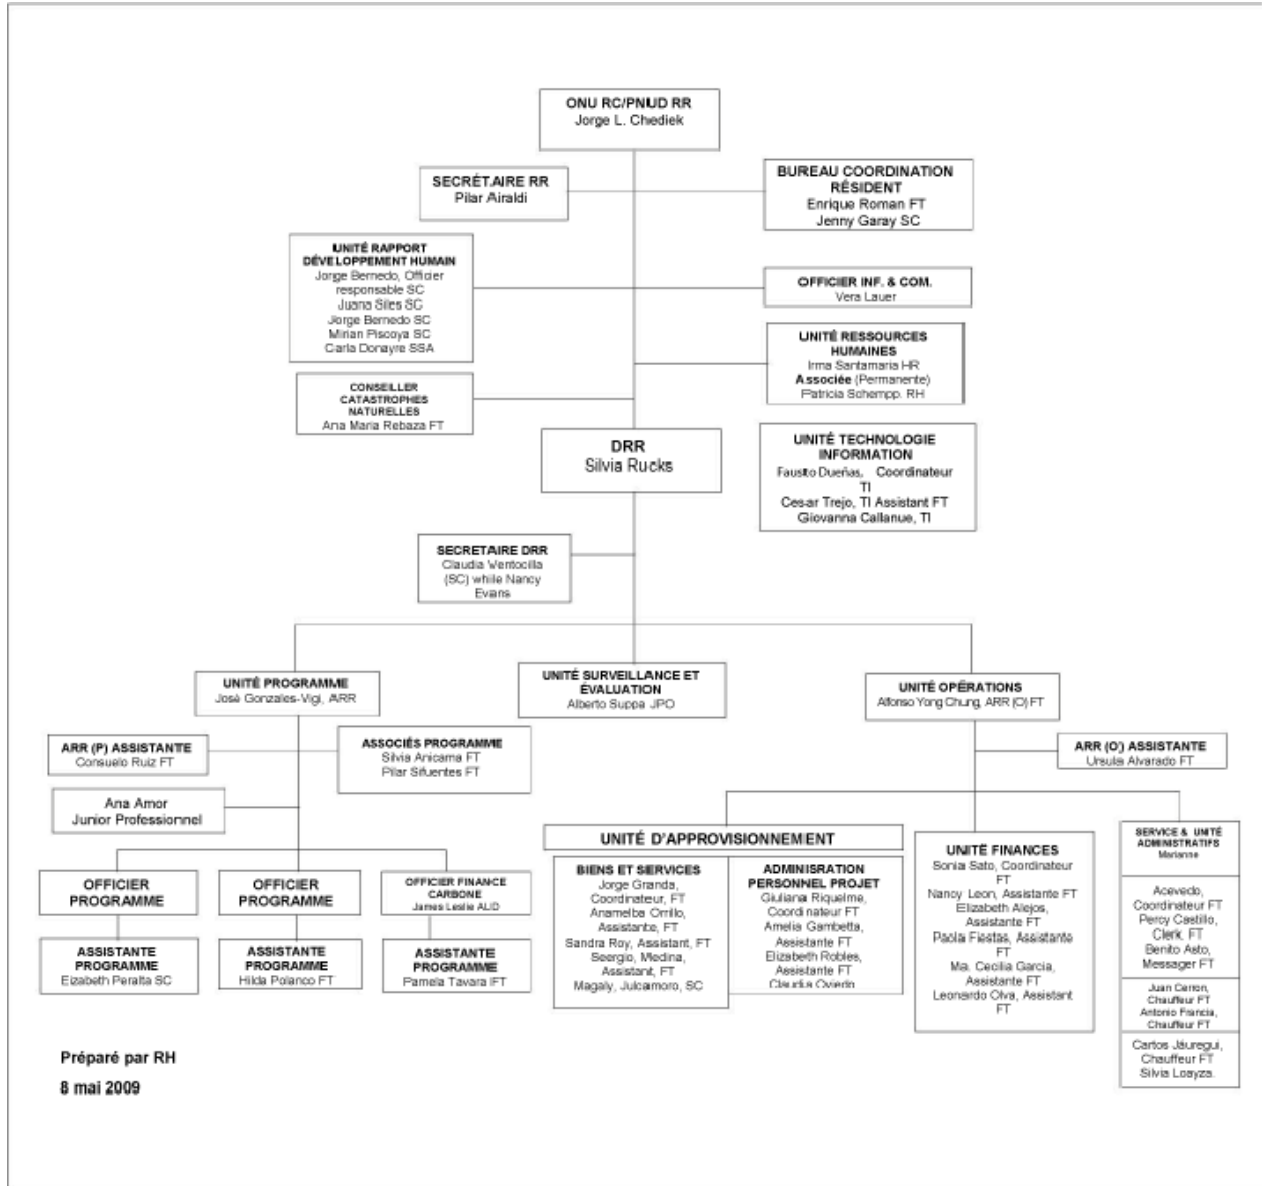 ONU RC/PNUD RR
Jorge L. Chediek
SECRÉTAIRE RR
Pilar Airaldi
BUREAU COORDINATION
RÉSIDENT
Enrique Roman FT
Jenny Garay SC
UNITÉ RAPPORT
DÉVELOPPEMENT HUMAIN
Jorge Bernedo, Officier
responsable SC
Juana Siles SC
Jorge Bernedo SC
Mirian Piscoya SC
Carla Donayre SSA
OFFICIER INF. & COM.
Vera Lauer
UNITÉ RESSOURCES
HUMAINES
Irma Santamaria HR
Associée (Permanente)
Patricia Schempp. RH
CONSEILLER
CATASTROPHES
NATURELLES
Ana Maria Rebaza FT
DRR
Silvia Rucks
UNITÉ TECHNOLOGIE
INFORMATION
Fausto Dueñas, Coordinateur
TI
Cesar Trejo, TI Assistant FT
Giovanna Callanue, TI
SECRETAIRE DRR
Claudia Ventocilla
(SC) while Nancy
Evans
UNITÉ PROGRAMME
José Gonzales-Vigi, ARR
UNITÉ SURVEILLANCE ET
ÉVALUATION
Alberto Suppa JPO
UNITÉ OPÉRATIONS
Alfonso Yong Chung, ARR (O) FT
ARR (P) ASSISTANTE
Consuelo Ruiz FT
ASSOCIÉS PROGRAMME
Silvia Anicama FT
Pilar Sifuentes FT
ARR (O) ASSISTANTE
Ursula Alvarado FT
Ana Amor
Junior Professionnel
OFFICIER
PROGRAMME
OFFICIER
PROGRAMME
OFFICIER FINANCE
CARBONE
James Leslie ALD
ASSISTANTE
PROGRAMME
Eizabeth Peralta SC
ASSISTANTE
PROGRAMME
Hilda Polanco FT
ASSISTANTE
PROGRAMME
Pamela Tavara IFT
UNITÉ D'APPROVISIONNEMENT
BIENS ET SERVICES
Jorge Granda,
Coordinateur, FT
Anamelba Orrillo,
Assistante, FT
Sandra Roy, Assistant, FT
Seergio, Medina,
Assistant, FT
Magaly, Julcamoro, SC
ADMINISRATION
PERSONNEL PROJET
Giuliana Riquelme,
Coordinateur FT
Amelia Gambetta,
Assistante FT
Elizabeth Robles,
Assistante FT
Claudia Oviedo
UNITÉ FINANCES
Sonia Sato, Coordinateur
FT
Nancy Leon, Assistante FT
Elizabeth Alejos,
Assistante FT
Paola Fiestas, Assistante
FT
Ma. Cecilia Garcia,
Assistante FT
Leonardo Olva, Assistant
FT
SERVICE & UNITÉ
ADMINISTRATIFS
Marianne
Acevedo,
Coordinateur FT
Percy Castillo,
Clerk, FT
Benito Asto,
Messager FT
Juan Cerron,
Chauffeur FT
Antonio Francia,
Chauffeur FT
Cartos Jáuregui,
Chauffeur FT
Silvia Loayza.
Préparé par RH
8 mai 2009